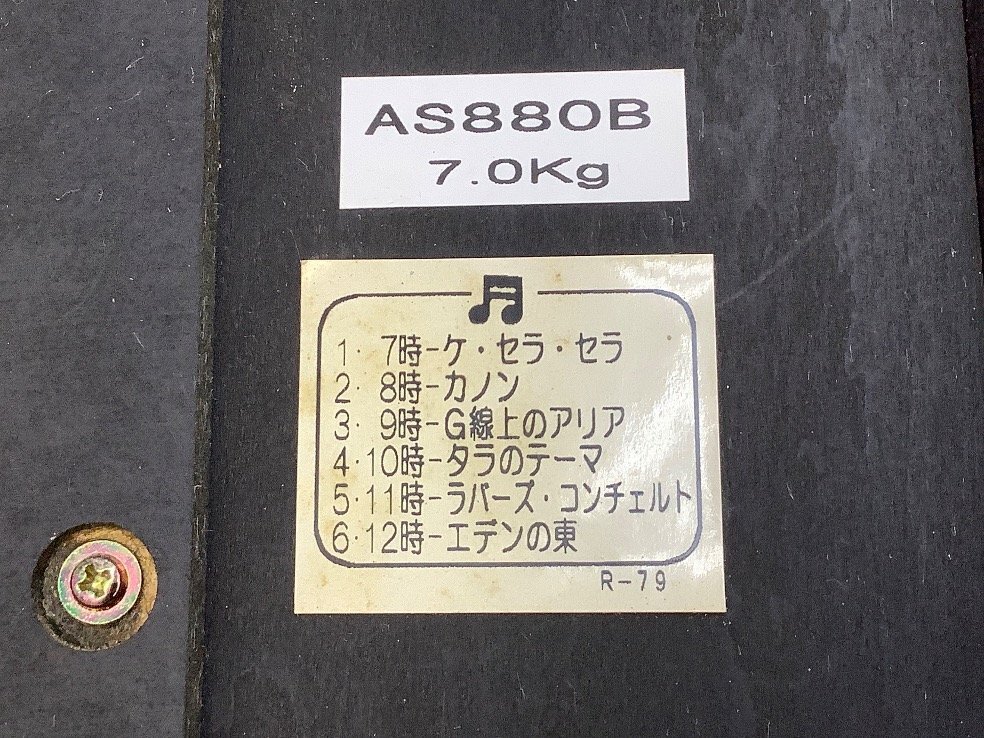 AS880B
7.0Kg
1・ 7時-ケ・セラ・セラ
2・ 8時-カノン
3・ 9時-G線上のアリア
4・10時-タラのテーマ
5・11時-ラバーズ・コンチェルト
6・12時-エデンの東
R-79